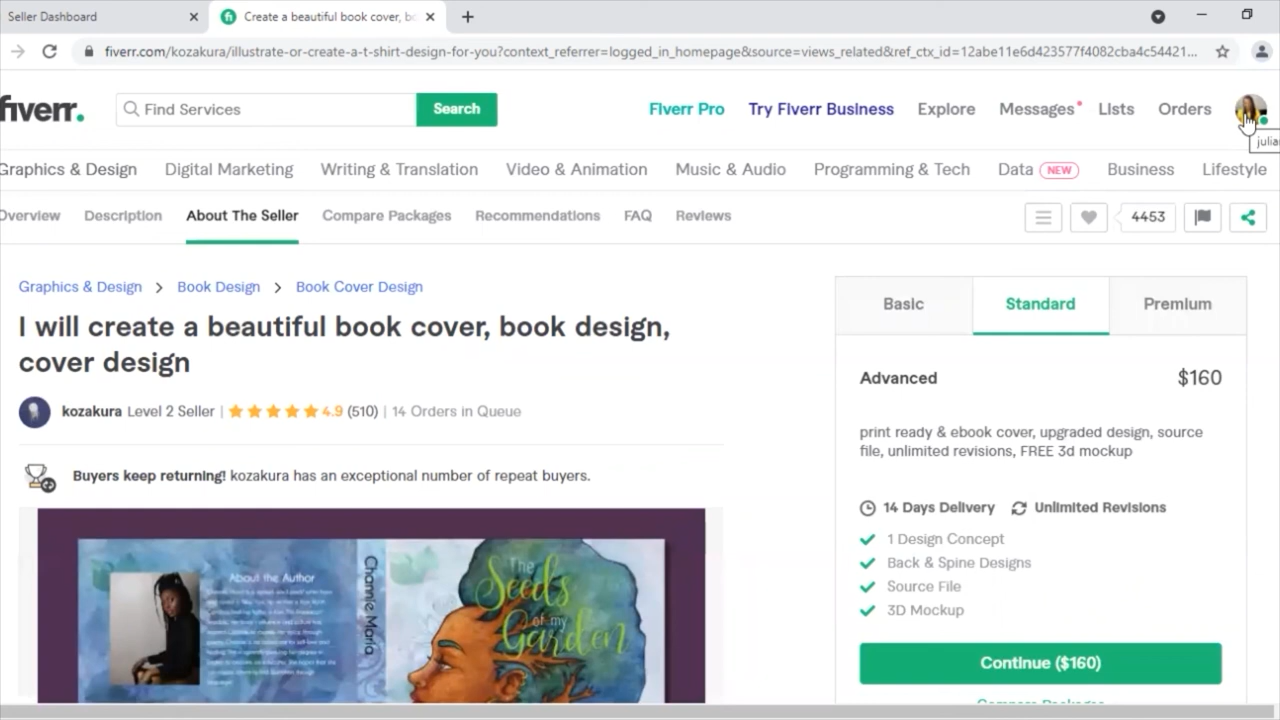 Seller Dashboard
Create a beautiful book cover, bo
fiverr.com/kozakura/illustrate-or-create-a-t-shirt-design-for-you?context_referrer=logged_in_homepage&source=views_related&ref_ctx_id=12abe11e6d423577f4082cba4c54421...
fiverr.
Find Services
Search
Fiverr Pro
Try Fiverr Business
Explore
Messages
Lists
Orders
julia
Graphics & Design
Digital Marketing
Writing & Translation
Video & Animation
Music & Audio
Programming & Tech
Data NEW
Business
Lifestyle
Overview
Description
About The Seller
Compare Packages
Recommendations
FAQ
Reviews
4453
Graphics & Design > Book Design > Book Cover Design
I will create a beautiful book cover, book design,
cover design
kozakura Level 2 Seller | 4.9 (510) | 14 Orders in Queue
Buyers keep returning! kozakura has an exceptional number of repeat buyers.
About the Author
Channie Maria
The
Seeds
of my
Garden
Basic
Standard
Premium
Advanced
$160
print ready & ebook cover, upgraded design, source
file, unlimited revisions, FREE 3d mockup
14 Days Delivery
Unlimited Revisions
1 Design Concept
Back & Spine Designs
Source File
3D Mockup
Continue ($160)
Compare Packages